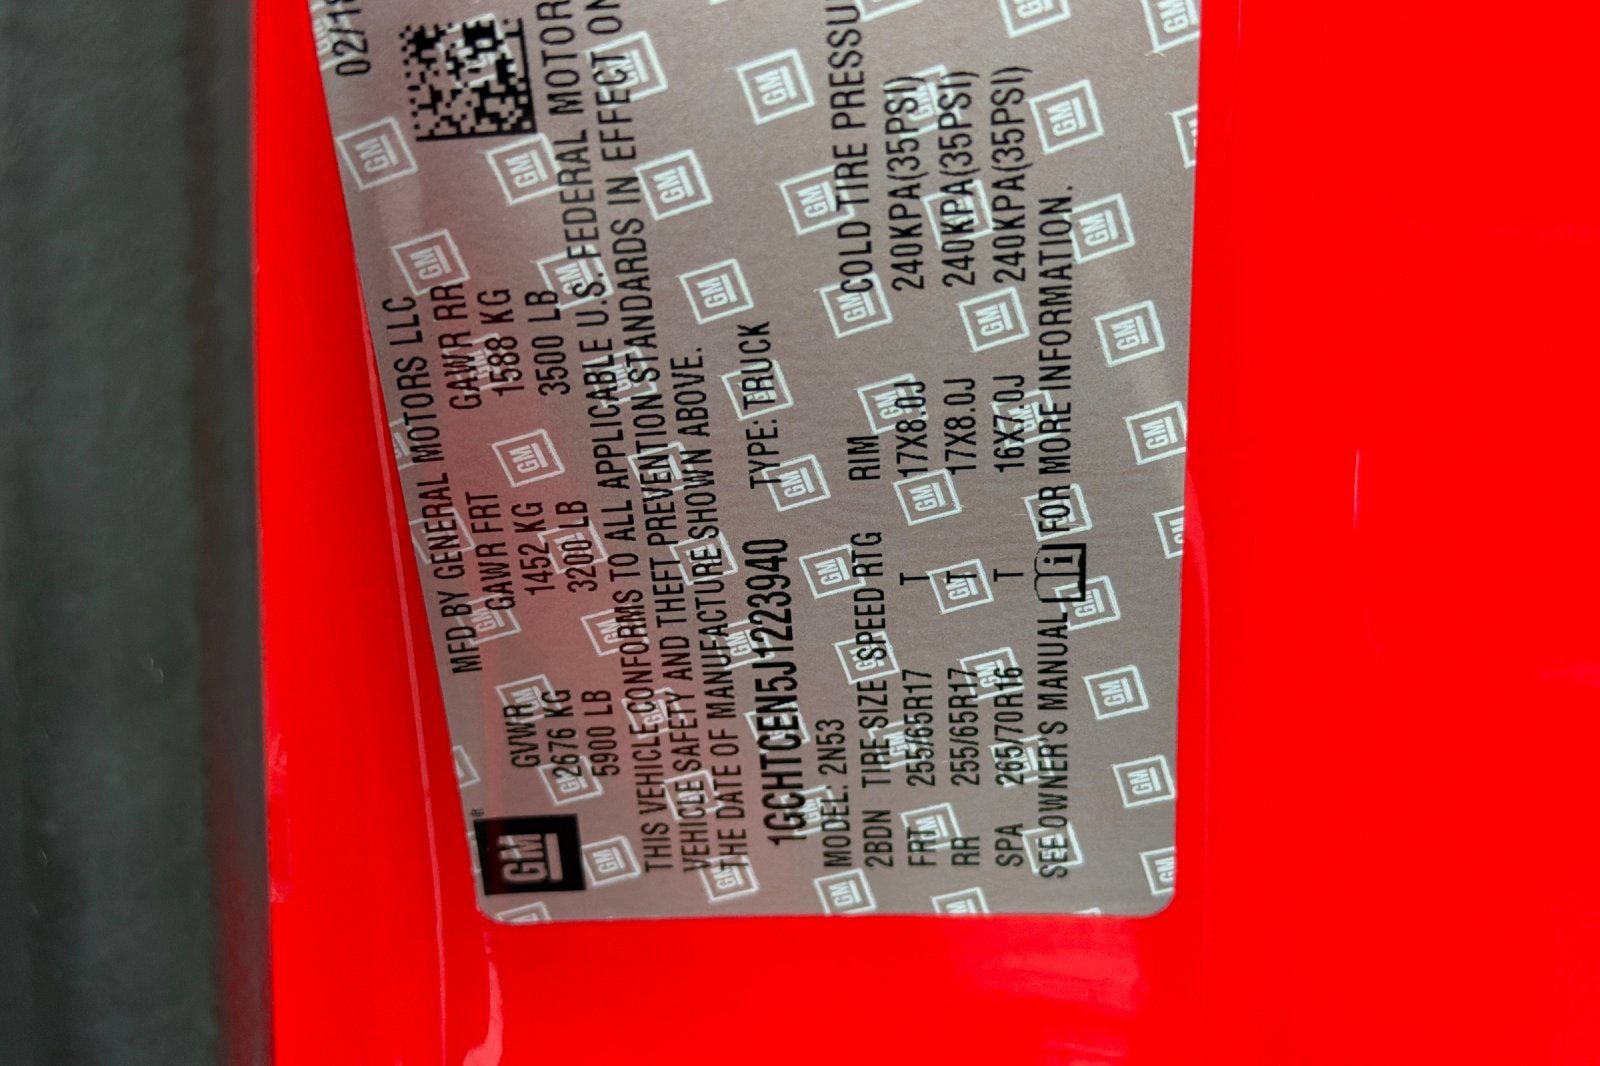 GM ®
MFD BY GENERAL MOTORS LLC
02/1
GVWR GAWR FRT GAWR RR
2676 KG 1452 KG 1588 KG
5900 LB 3200 LB 3500 LB
THIS VEHICLE CONFORMS TO ALL APPLICABLE U.S. FEDERAL MOTOR
VEHICLE SAFETY AND THEFT PREVENTION STANDARDS IN EFFECT ON
THE DATE OF MANUFACTURE SHOWN ABOVE.
1GCHTCEN5J1223940 TYPE: TRUCK
MODEL: 2N53
2BDN TIRE SIZE SPEED RTG RIM COLD TIRE PRESSU
FRT 255/65R17 T 17X8.0J 240KPA(35PSI)
RR 255/65R17 T 17X8.0J 240KPA(35PSI)
SPA 265/70R16 T 16X7.0J 240KPA(35PSI)
SEE OWNER'S MANUAL i FOR MORE INFORMATION.